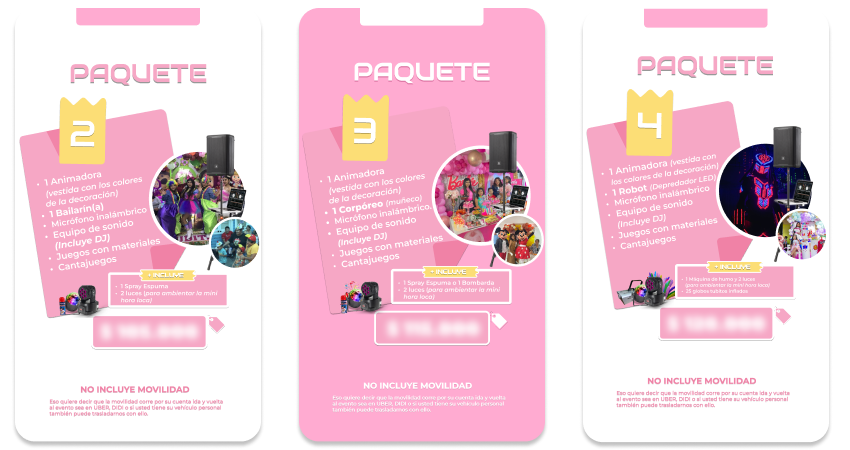 PAQUETE
2
• 1 Animadora
(vestida con los colores
de la decoración)
• 1 Bailarin(a)
• Micrófono inalámbrico
• Equipo de sonido
(Incluye DJ)
• Juegos con materiales
• Cantajuegos
+ INCLUYE
• 1 Spray Espuma
• 2 luces (para ambientar la mini
hora loca)
NO INCLUYE MOVILIDAD
Eso quiere decir que la movilidad corre por su cuenta ida y vuelta
al evento sea en UBER, DIDI o si usted tiene su vehículo personal
también puede trasladarnos con ello.
PAQUETE
3
• 1 Animadora
(vestida con los colores
de la decoración)
• 1 Corpóreo (muñeco)
• Micrófono inalámbrico.
• Equipo de sonido
(Incluye DJ)
• Juegos con materiales
• Cantajuegos
+ INCLUYE
• 1 Spray Espuma o 1 Bombarda
• 2 luces (para ambientar la mini
hora loca)
NO INCLUYE MOVILIDAD
Eso quiere decir que la movilidad corre por su cuenta ida y vuelta
al evento sea en UBER, DIDI o si usted tiene su vehículo personal
también puede trasladarnos con ello.
PAQUETE
4
• 1 Animadora (vestida con
los colores de la decoración)
• 1 Robot (Depredador LED)
• Micrófono inalámbrico
• Equipo de sonido
(Incluye DJ)
• Juegos con materiales
• Cantajuegos
+ INCLUYE
• 1 Máquina de humo y 2 luces
(para ambientar la mini hora loca)
• 25 globos tubitos inflados
NO INCLUYE MOVILIDAD
Eso quiere decir que la movilidad corre por su cuenta ida y vuelta
al evento sea en UBER, DIDI o si usted tiene su vehículo personal
también puede trasladarnos con ello.